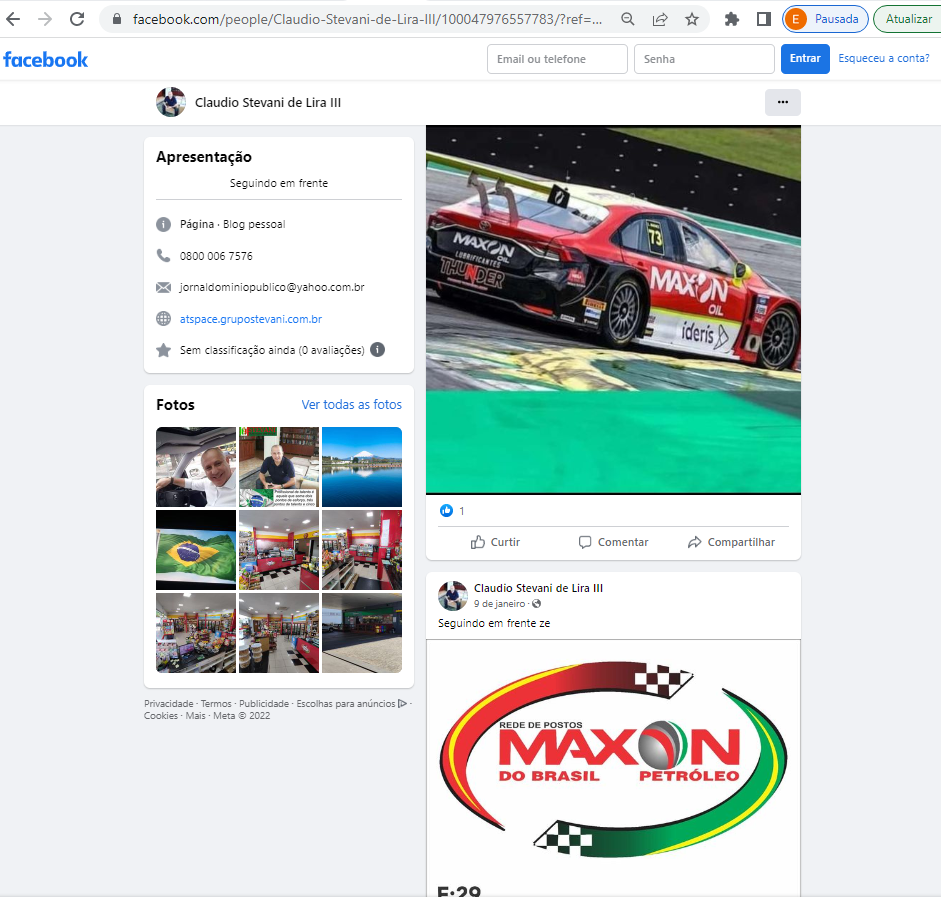 facebook.com/people/Claudio-Stevani-de-Lira-III/100047976557783/?ref=...
E Pausada
Atualizar
facebook
Email ou telefone
Senha
Entrar
Esqueceu a conta?
Claudio Stevani de Lira III
Apresentação
Seguindo em frente
Página · Blog pessoal
0800 006 7576
jornaldominiopublico@yahoo.com.br
atspace.grupostevani.com.br
Sem classificação ainda (0 avaliações)
Fotos
Ver todas as fotos
Privacidade · Termos · Publicidade · Escolhas para anúncios ·
Cookies · Mais · Meta © 2022
73
MAXON
OIL
LUBRIFICANTES
THUNDER
MAXON
OIL
ideris
1
Curtir
Comentar
Compartilhar
Claudio Stevani de Lira III
9 de janeiro ·
Seguindo em frente ze
REDE DE POSTOS
MAXON
DO BRASIL PETRÓLEO
E:29